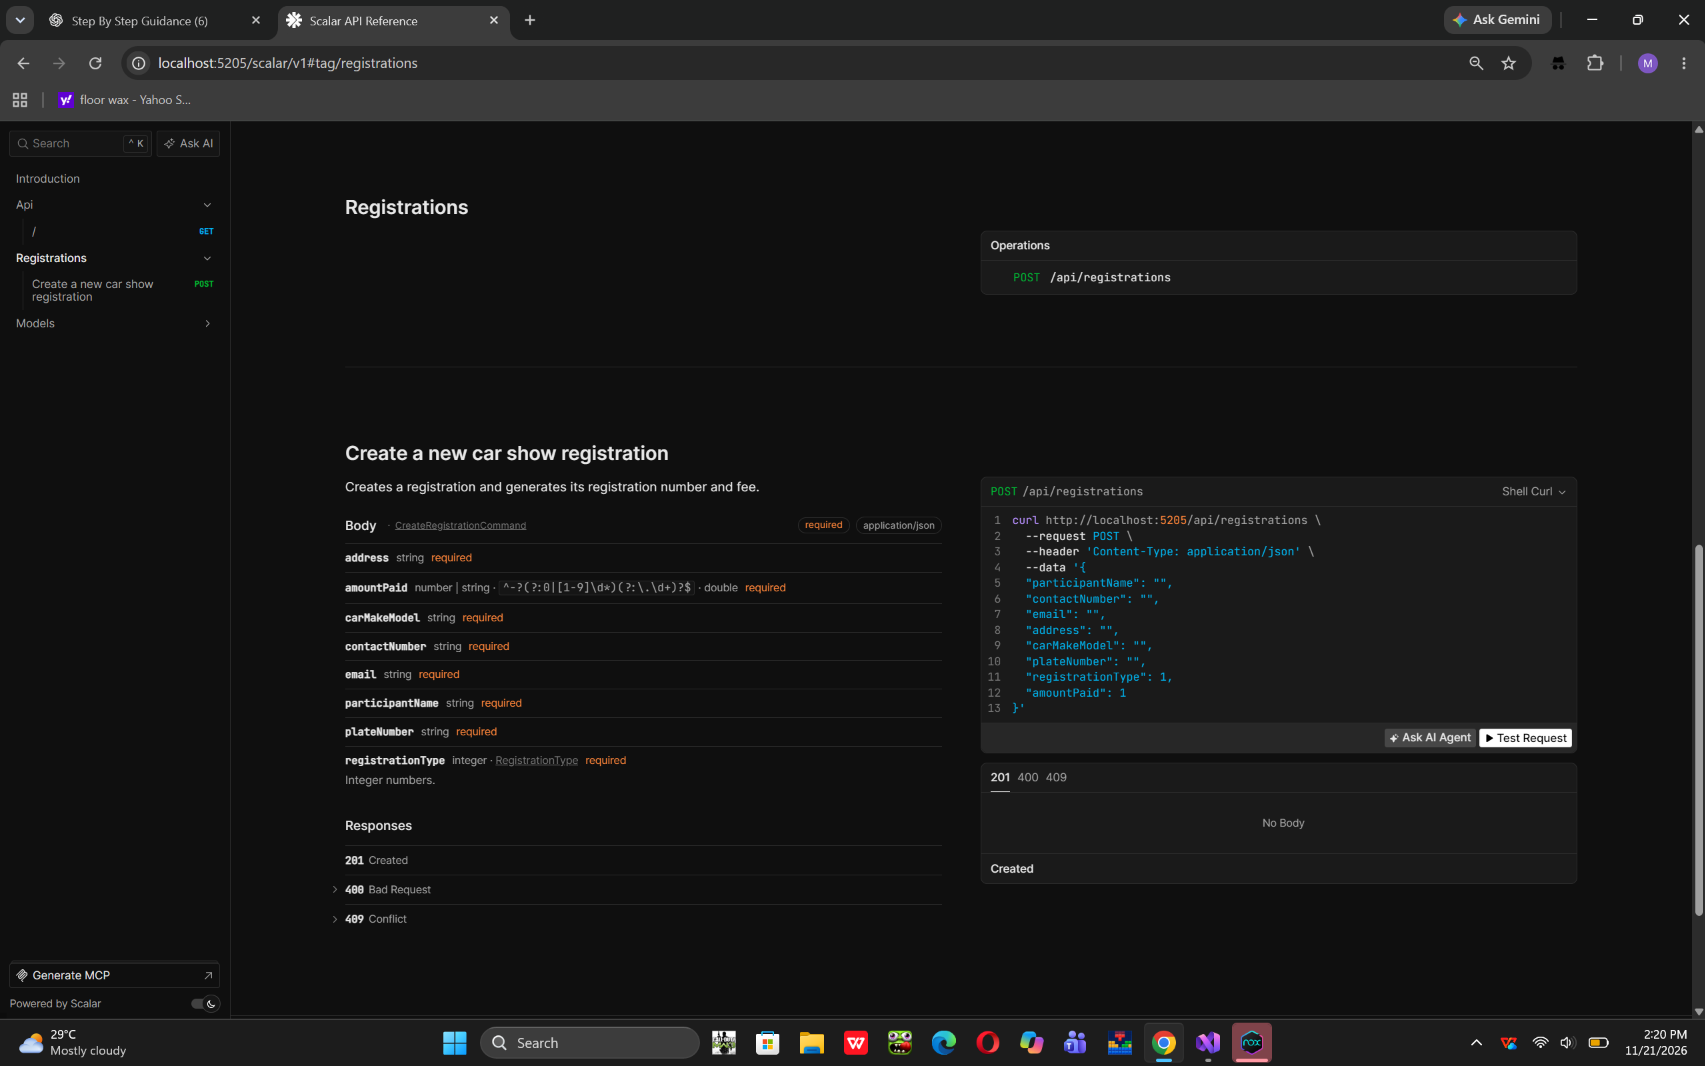 Step By Step Guidance (6)
Scalar API Reference
Ask Gemini
localhost:5205/scalar/v1#tag/registrations
M
floor wax - Yahoo S...
Search
^ K
Ask AI
Introduction
Api
/
GET
Registrations
Create a new car show
registration
POST
Models
Generate MCP
Powered by Scalar
Registrations
Operations
POST /api/registrations
Create a new car show registration
Creates a registration and generates its registration number and fee.
Body · CreateRegistrationCommand required application/json
address string required
amountPaid number | string · ^-?(?:0|[1-9]\d*)(?:\.\d+)?$ · double required
carMakeModel string required
contactNumber string required
email string required
participantName string required
plateNumber string required
registrationType integer · RegistrationType required
Integer numbers.
Responses
201 Created
400 Bad Request
409 Conflict
POST /api/registrations Shell Curl
1 curl http://localhost:5205/api/registrations \
2 --request POST \
3 --header 'Content-Type: application/json' \
4 --data '{
5 "participantName": "",
6 "contactNumber": "",
7 "email": "",
8 "address": "",
9 "carMakeModel": "",
10 "plateNumber": "",
11 "registrationType": 1,
12 "amountPaid": 1
13 }'
Ask AI Agent
Test Request
201 400 409
No Body
Created
29°C
Mostly cloudy
Search
2:20 PM
11/21/2026